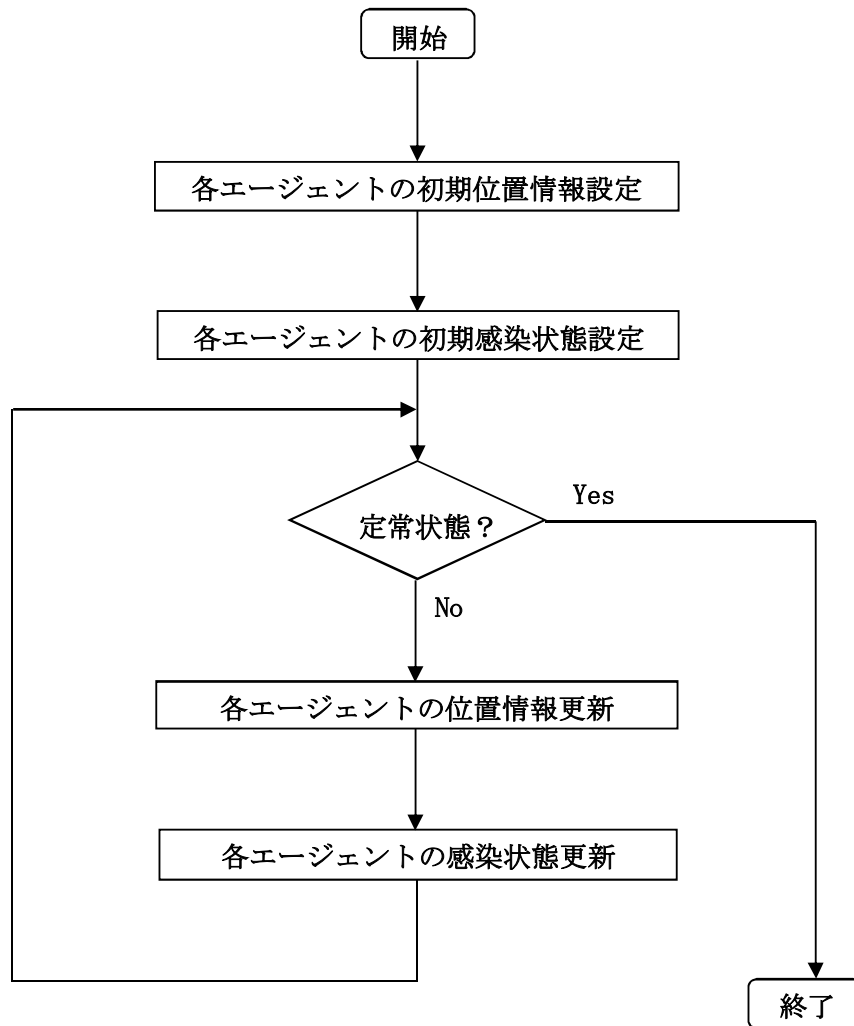 開始
各エージェントの初期位置情報設定
各エージェントの初期感染状態設定
定常状態？
Yes
No
各エージェントの位置情報更新
各エージェントの感染状態更新
終了